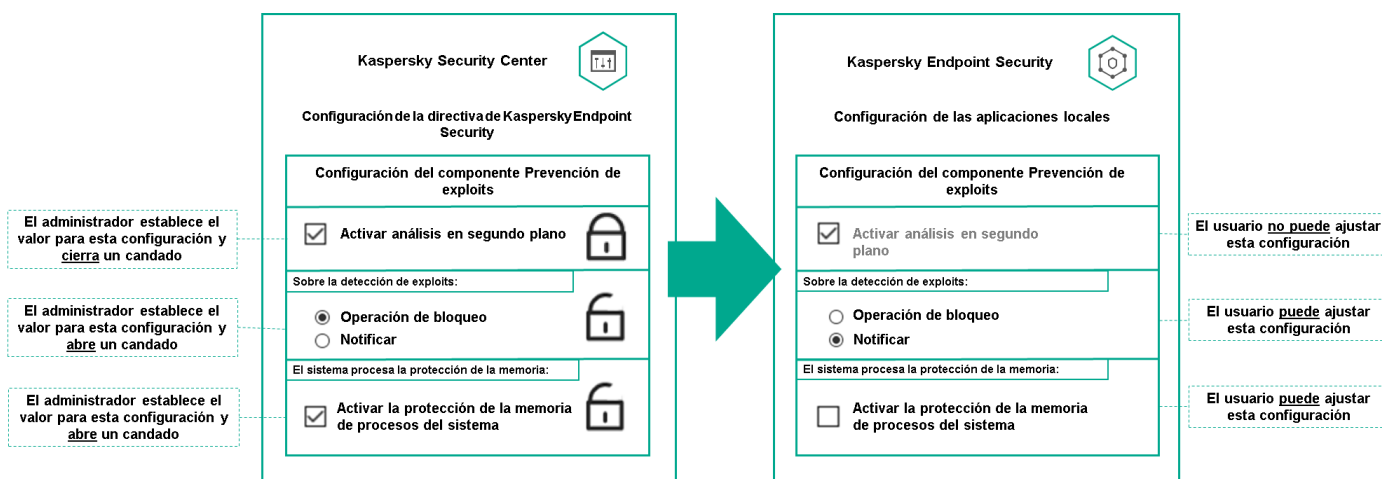 Kaspersky Security Center
Configuración de la directiva de Kaspersky Endpoint
Security
Configuración del componente Prevención de
exploits
El administrador establece el
valor para esta configuración y
cierra un candado
Activar análisis en segundo plano
Sobre la detección de exploits:
El administrador establece el
valor para esta configuración y
abre un candado
Operación de bloqueo
Notificar
El sistema procesa la protección de la memoria:
El administrador establece el
valor para esta configuración y
abre un candado
Activar la protección de la memoria
de procesos del sistema
Kaspersky Endpoint Security
Configuración de las aplicaciones locales
Configuración del componente Prevención de
exploits
Activar análisis en segundo
plano
El usuario no puede ajustar
esta configuración
Sobre la detección de exploits:
Operación de bloqueo
Notificar
El usuario puede ajustar
esta configuración
El sistema procesa la protección de la memoria:
Activar la protección de la memoria
de procesos del sistema
El usuario puede ajustar
esta configuración